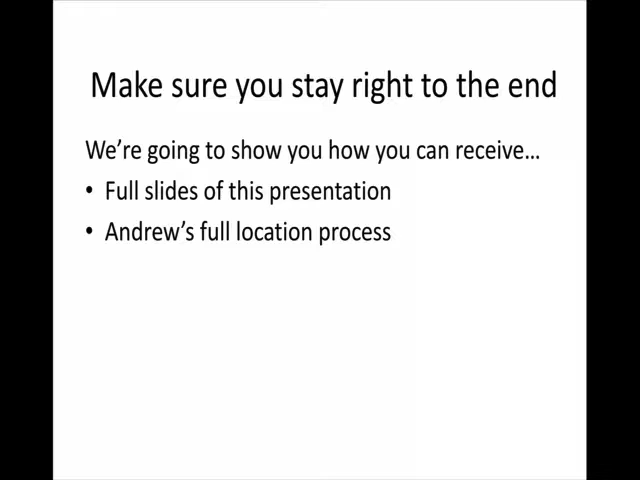 Make sure you stay right to the end
We’re going to show you how you can receive…
• Full slides of this presentation
• Andrew’s full location process